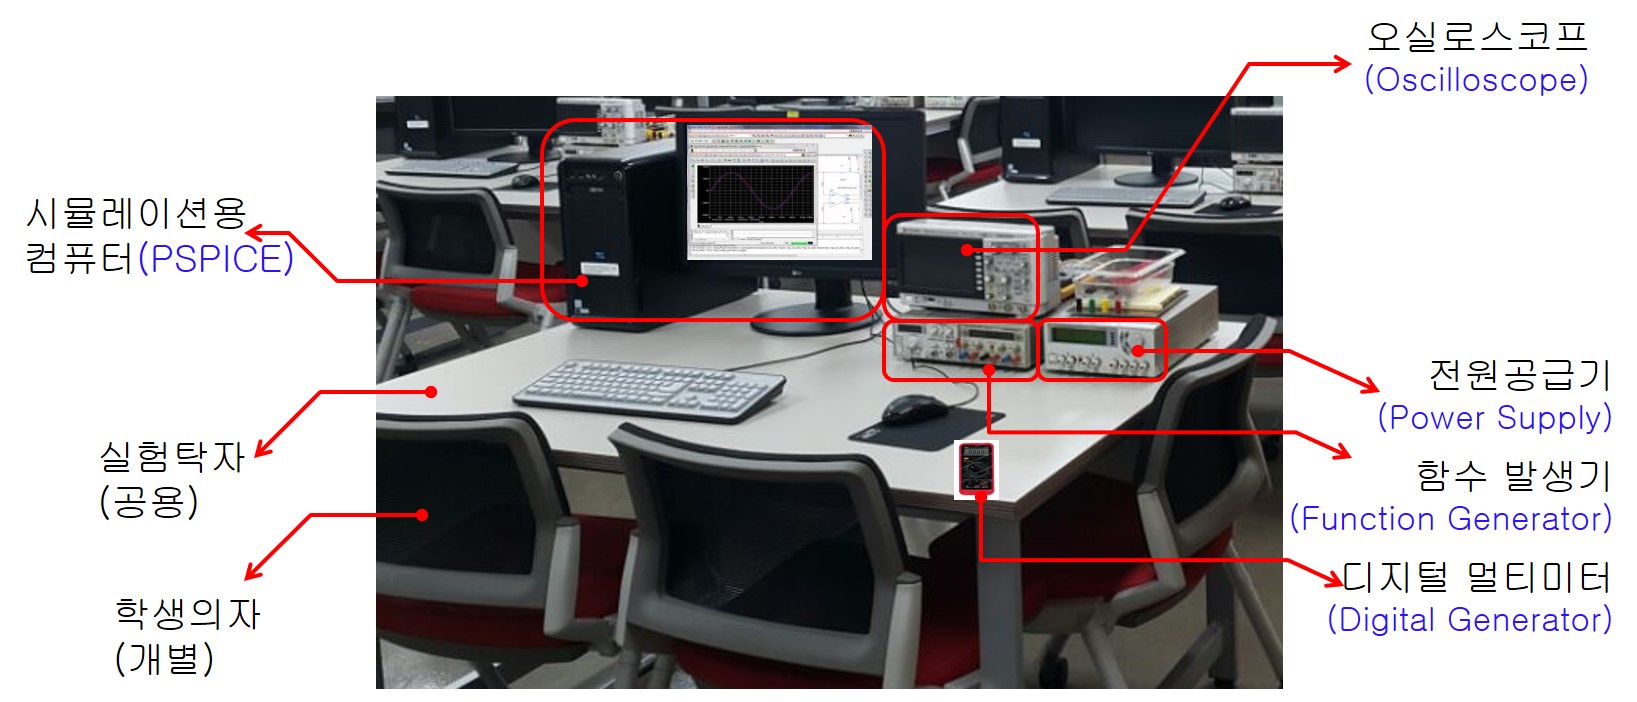 오실로스코프
(Oscilloscope)
시뮬레이션용
컴퓨터(PSPICE)
전원공급기
(Power Supply)
실험탁자
(공용)
함수 발생기
(Function Generator)
디지털 멀티미터
(Digital Generator)
학생의자
(개별)